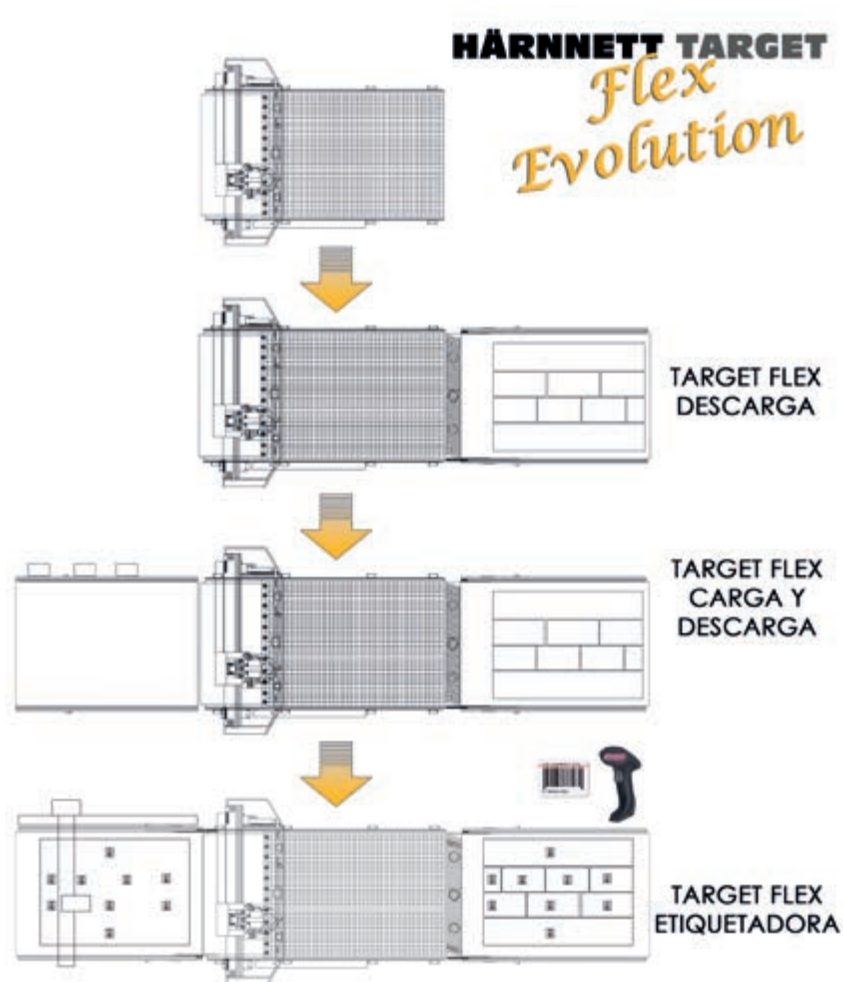 HÄRNNETT TARGET
Flex
Evolution
TARGET FLEX
DESCARGA
TARGET FLEX
CARGA Y
DESCARGA
TARGET FLEX
ETIQUETADORA